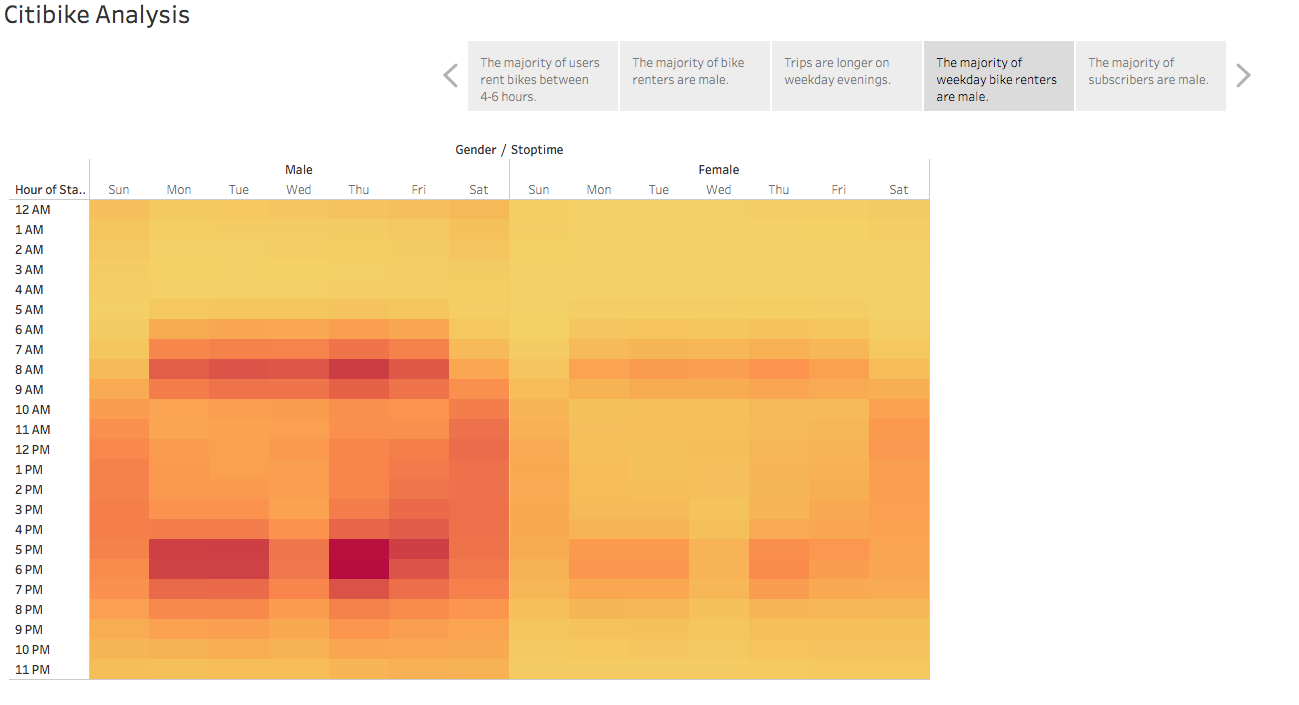 Citibike Analysis
The majority of users
rent bikes between
4-6 hours.
The majority of bike
renters are male.
Trips are longer on
weekday evenings.
The majority of
weekday bike renters
are male.
The majority of
subscribers are male.
Gender / Stoptime
Male Female
Hour of Sta.. Sun Mon Tue Wed Thu Fri Sat Sun Mon Tue Wed Thu Fri Sat
12 AM
1 AM
2 AM
3 AM
4 AM
5 AM
6 AM
7 AM
8 AM
9 AM
10 AM
11 AM
12 PM
1 PM
2 PM
3 PM
4 PM
5 PM
6 PM
7 PM
8 PM
9 PM
10 PM
11 PM